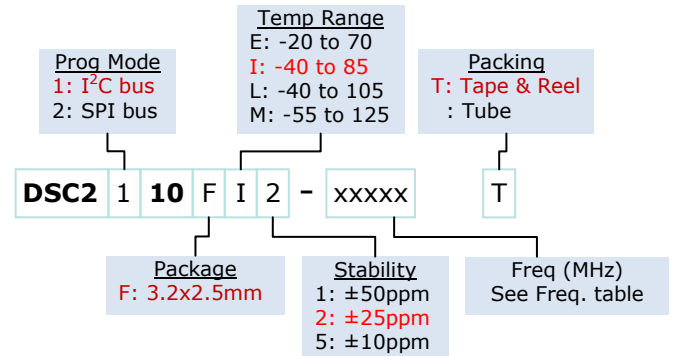 Temp Range
E: -20 to 70
I: -40 to 85
L: -40 to 105
M: -55 to 125
Prog Mode
1: I²C bus
2: SPI bus
Packing
T: Tape & Reel
: Tube
DSC2 1 10 F I 2 - xxxxx T
Package
F: 3.2x2.5mm
Stability
1: ±50ppm
2: ±25ppm
5: ±10ppm
Freq (MHz)
See Freq. table